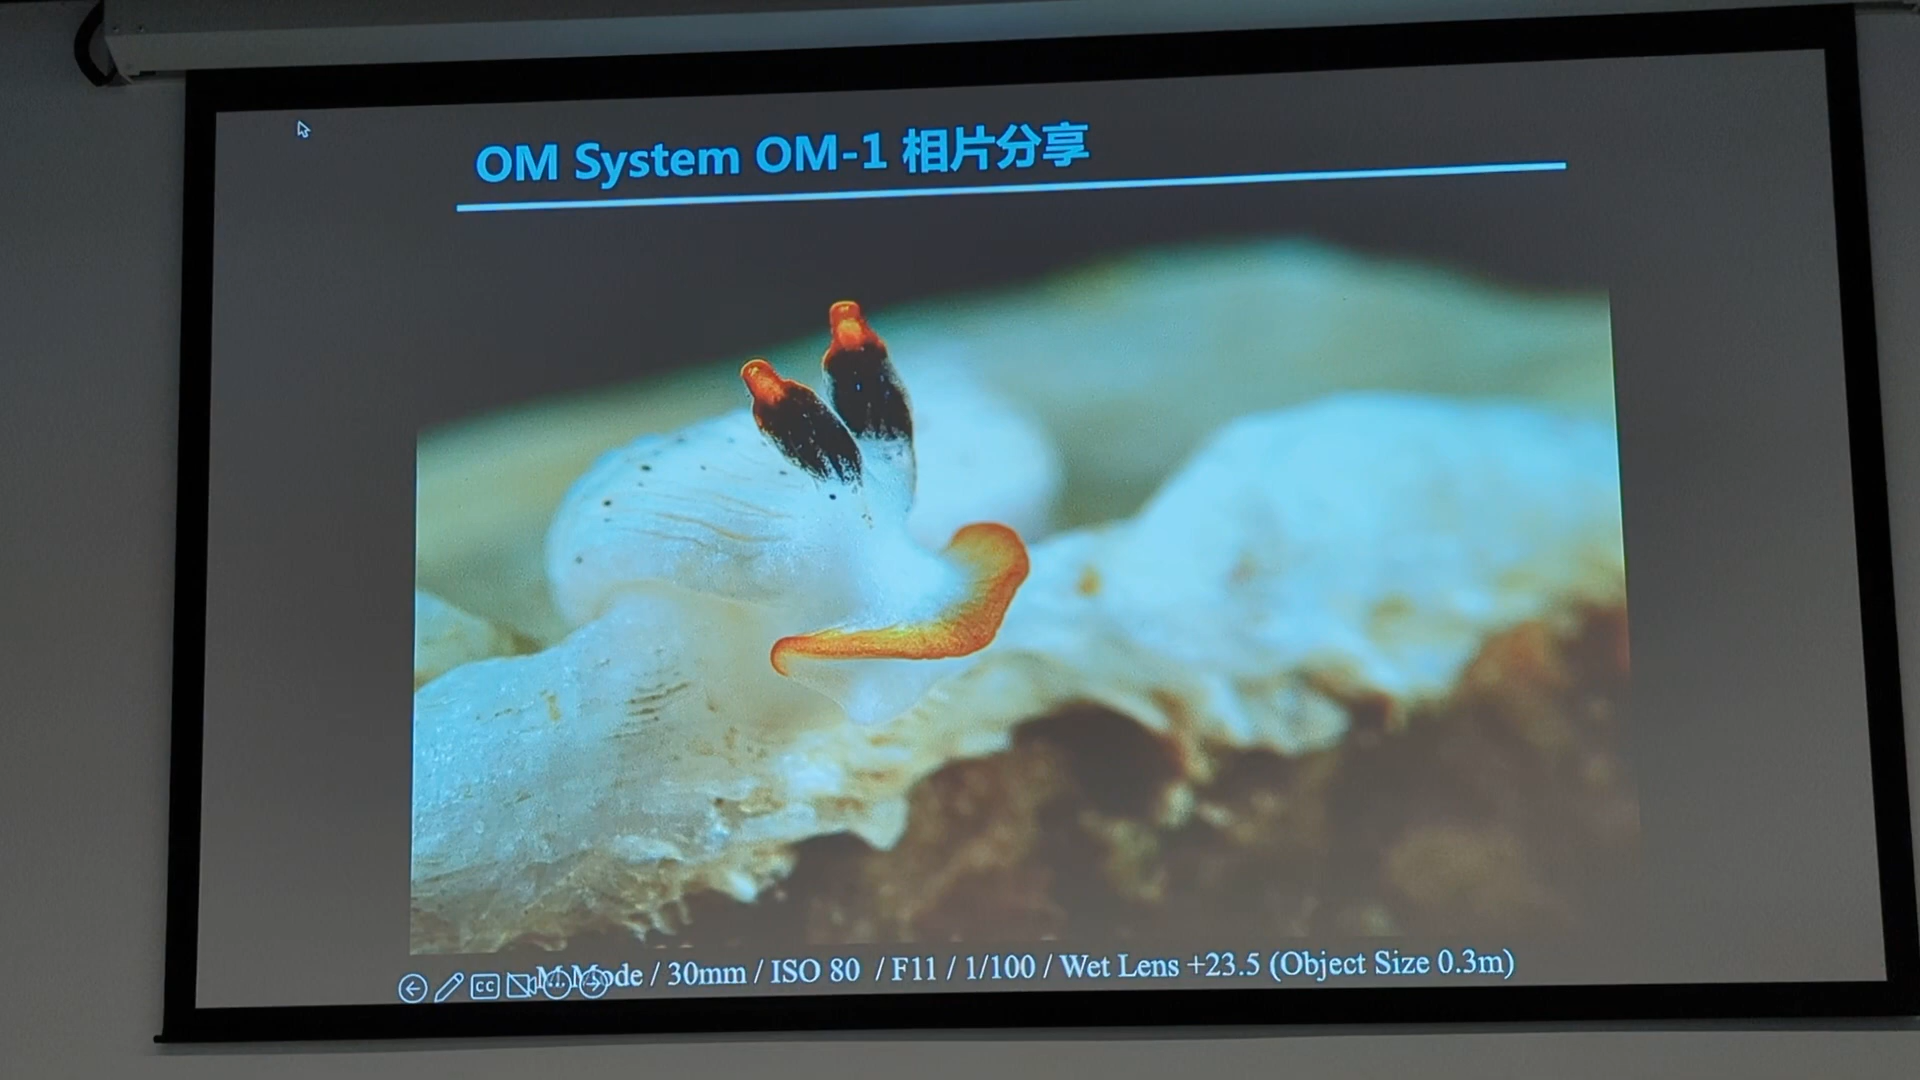 OM System OM-1 相片分享
M Mode / 30mm / ISO 80 / F11 / 1/100 / Wet Lens +23.5 (Object Size 0.3m)
CC